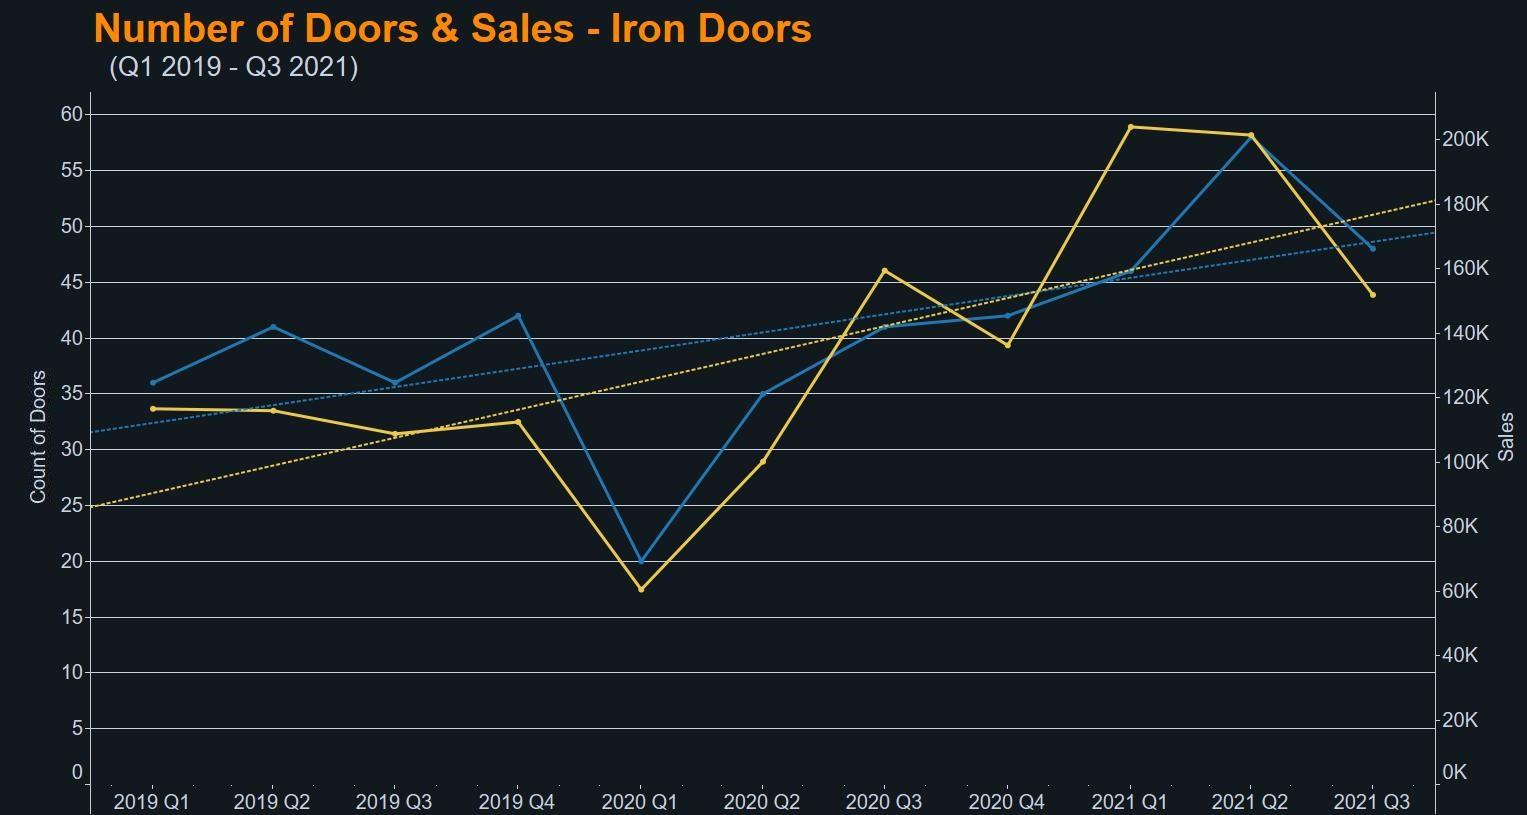 Number of Doors & Sales - Iron Doors
(Q1 2019 - Q3 2021)
60
55
50
45
40
35
30
25
20
15
10
5
0
Count of Doors
200K
180K
160K
140K
120K
100K
80K
60K
40K
20K
0K
Sales
2019 Q1 2019 Q2 2019 Q3 2019 Q4 2020 Q1 2020 Q2 2020 Q3 2020 Q4 2021 Q1 2021 Q2 2021 Q3